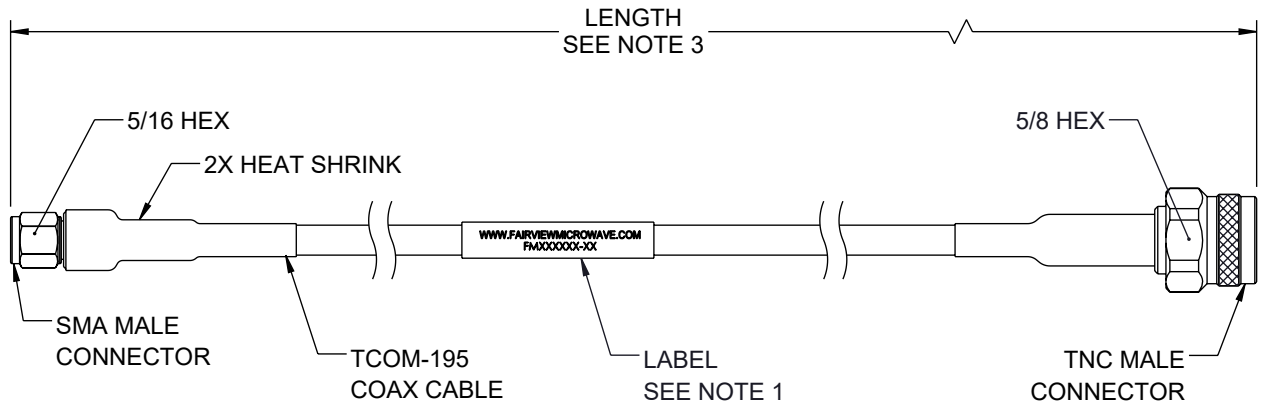 LENGTH
SEE NOTE 3
5/16 HEX
5/8 HEX
2X HEAT SHRINK
WWW.FAIRVIEWMICROWAVE.COM
FMXXXXXX-XX
SMA MALE
CONNECTOR
TCOM-195
COAX CABLE
LABEL
SEE NOTE 1
TNC MALE
CONNECTOR